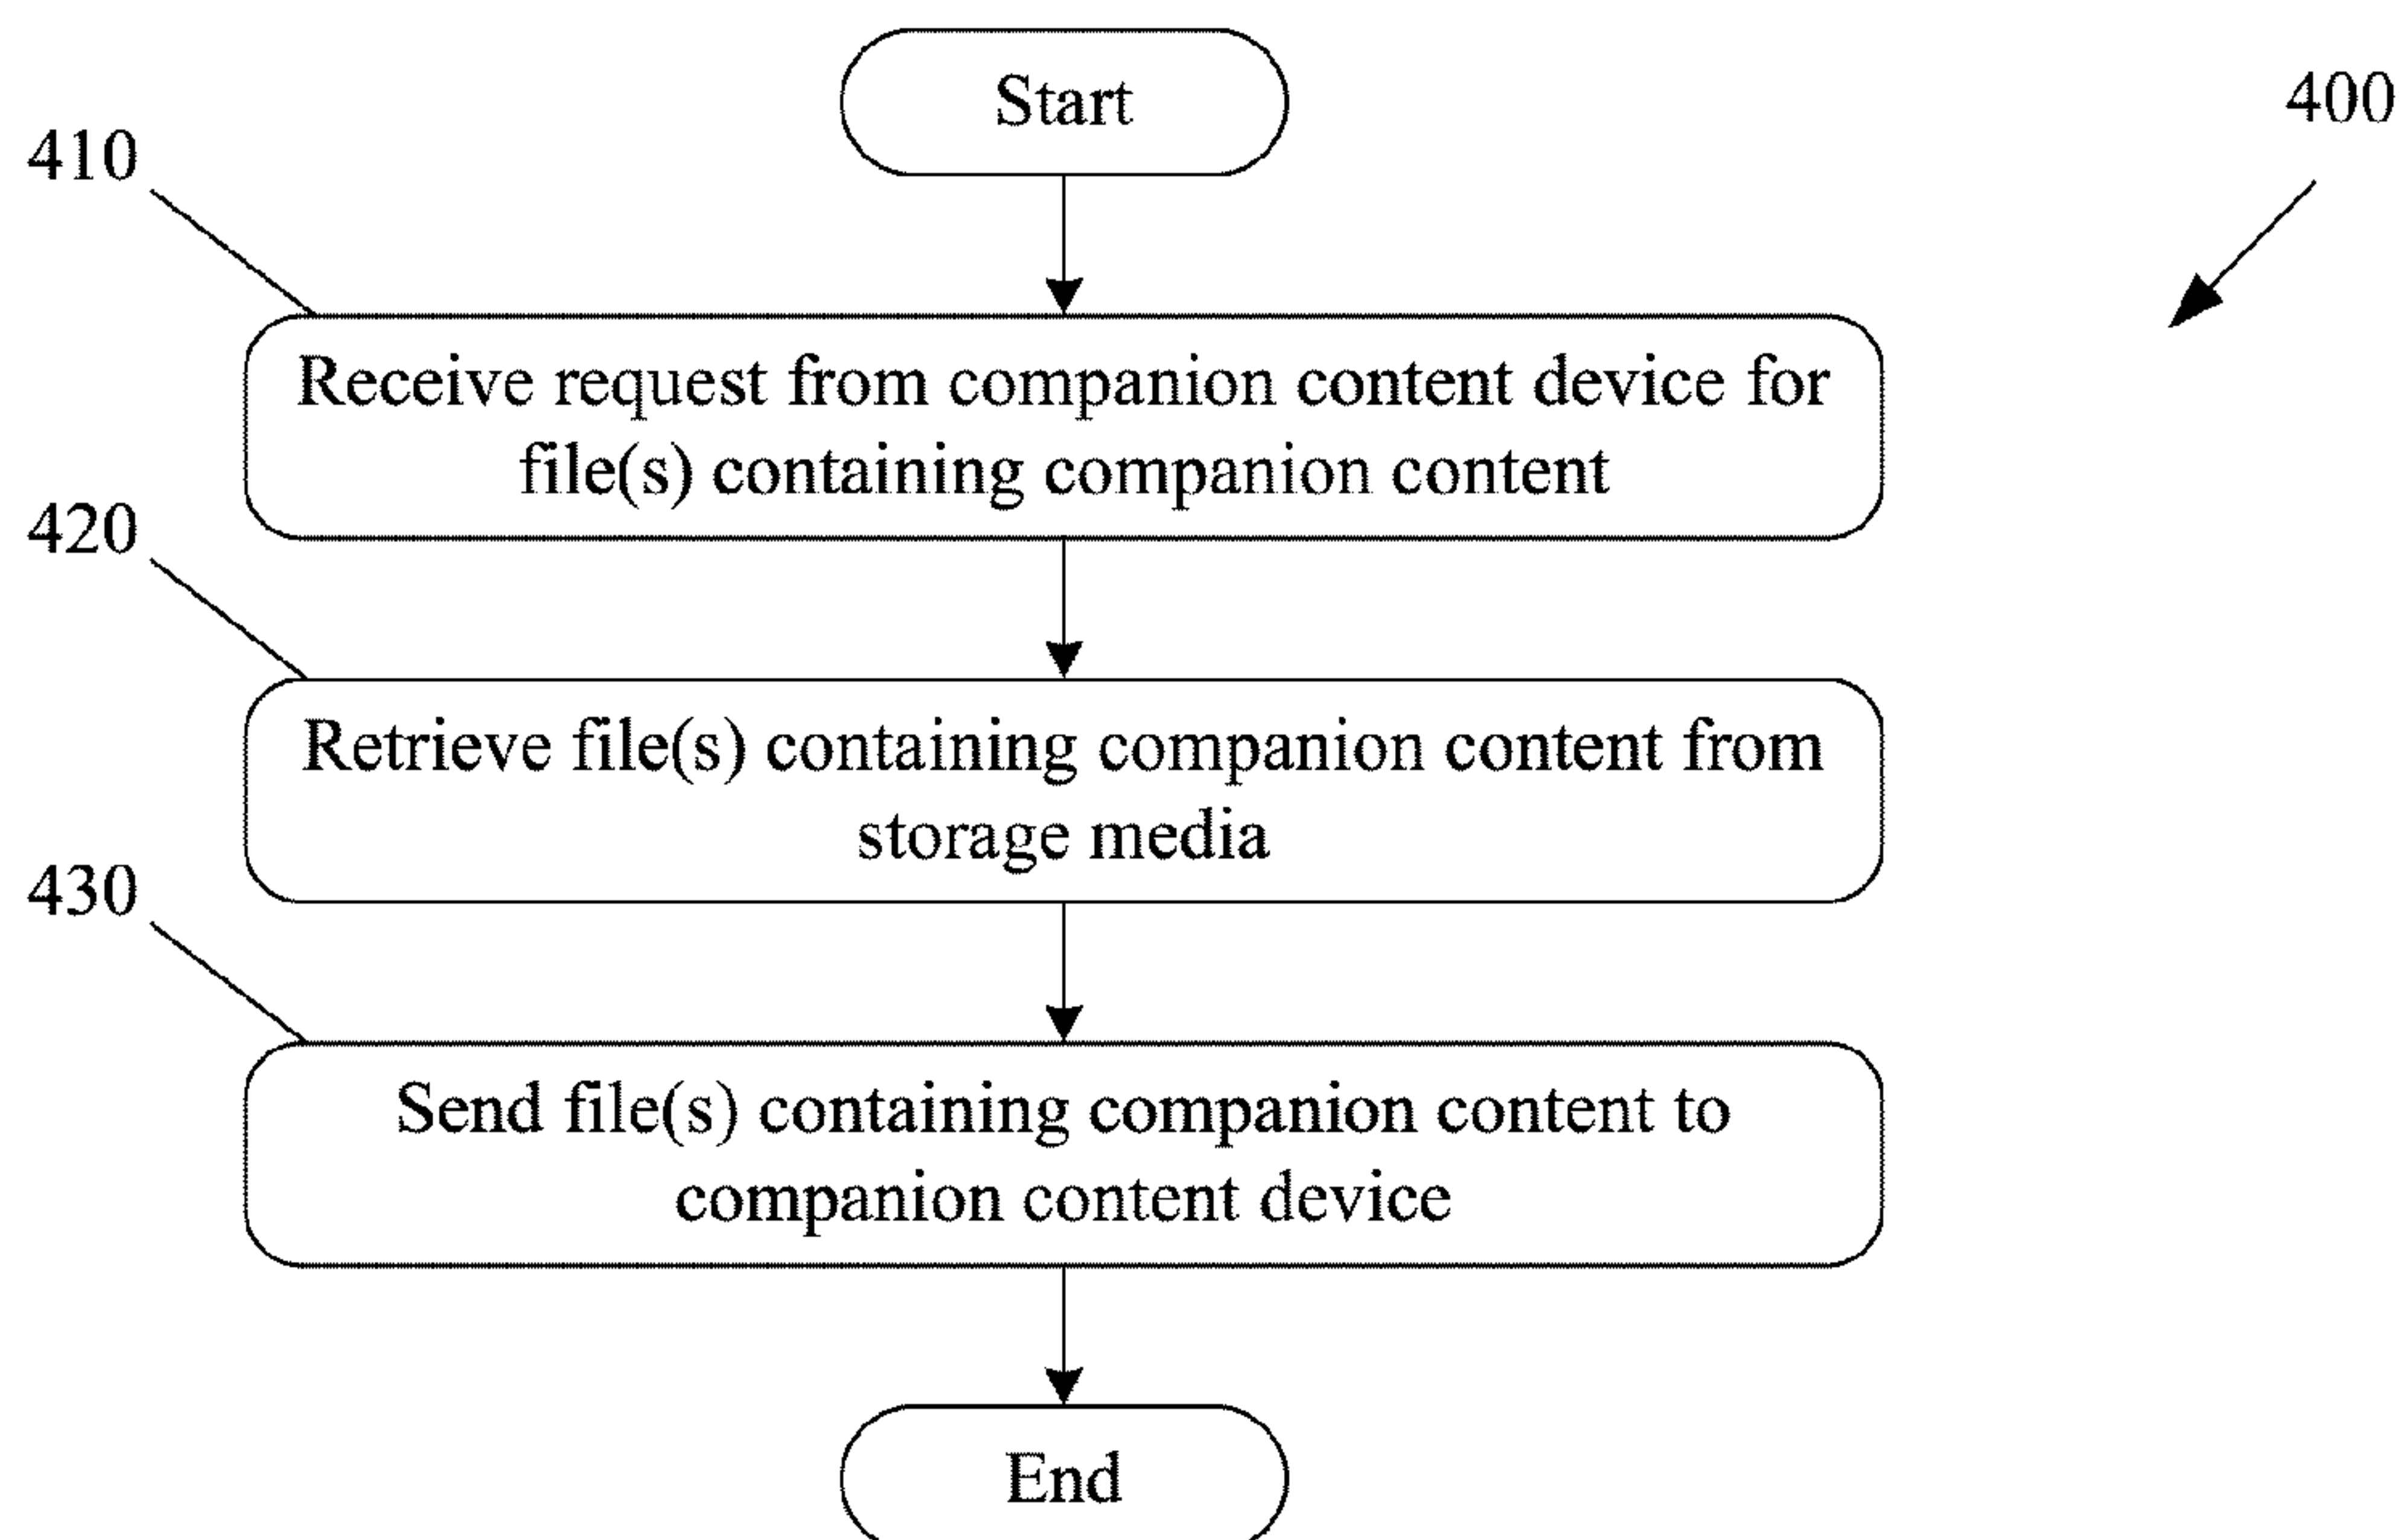 Start
400
410
Receive request from companion content device for
file(s) containing companion content
420
Retrieve file(s) containing companion content from
storage media
430
Send file(s) containing companion content to
companion content device
End